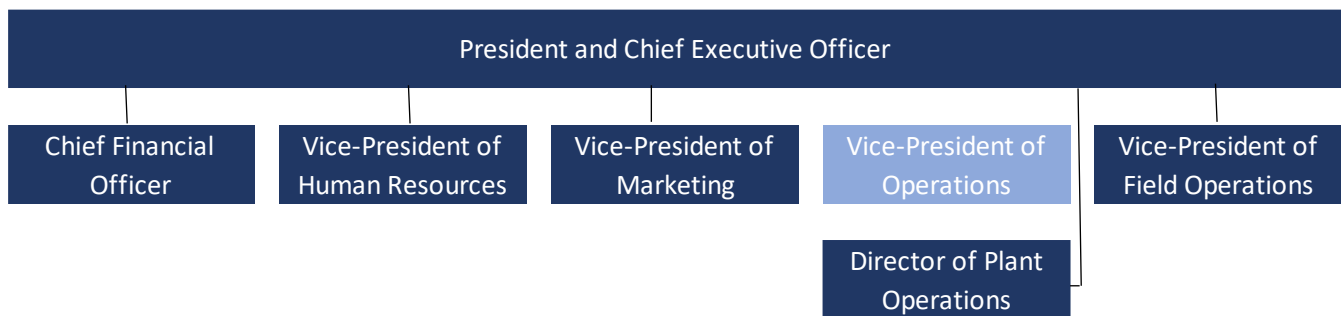 President and Chief Executive Officer
Chief Financial
Officer
Vice-President of
Human Resources
Vice-President of
Marketing
Vice-President of
Operations
Vice-President of
Field Operations
Director of Plant
Operations